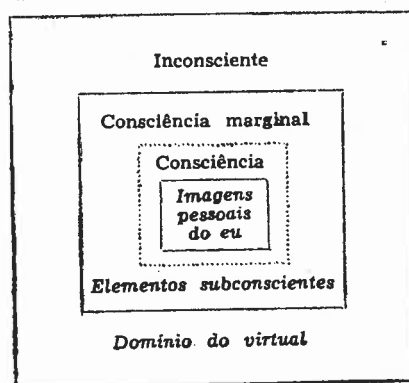 Inconsciente
Consciência marginal
Consciência
Imagens
pessoais
do eu
Elementos subconscientes
Domínio do virtual